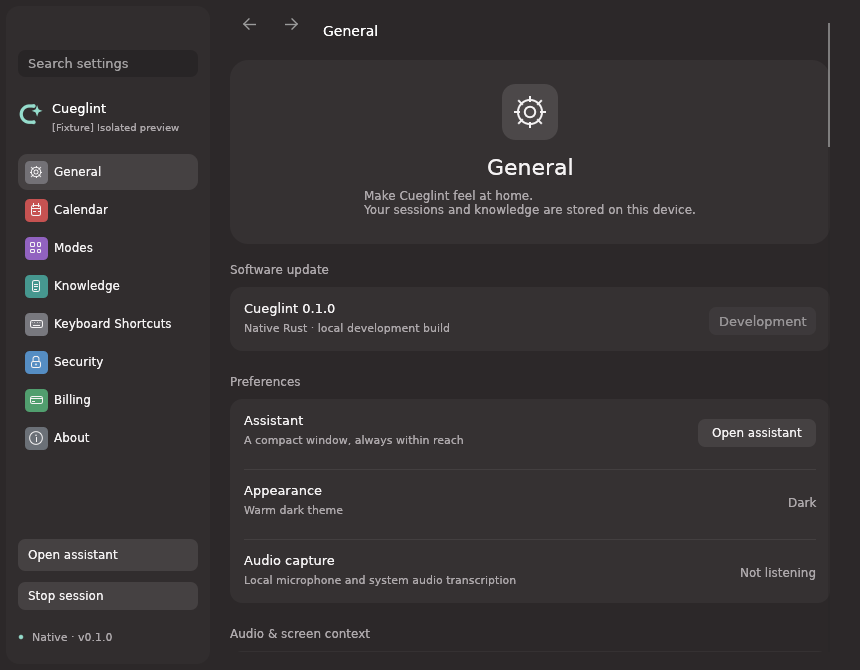 Search settings
Cueglint
[Fixture] Isolated preview
General
Calendar
Modes
Knowledge
Keyboard Shortcuts
Security
Billing
About
Open assistant
Stop session
Native · v0.1.0
General
General
Make Cueglint feel at home.
Your sessions and knowledge are stored on this device.
Software update
Cueglint 0.1.0
Native Rust · local development build
Development
Preferences
Assistant
A compact window, always within reach
Open assistant
Appearance
Warm dark theme
Dark
Audio capture
Local microphone and system audio transcription
Not listening
Audio & screen context